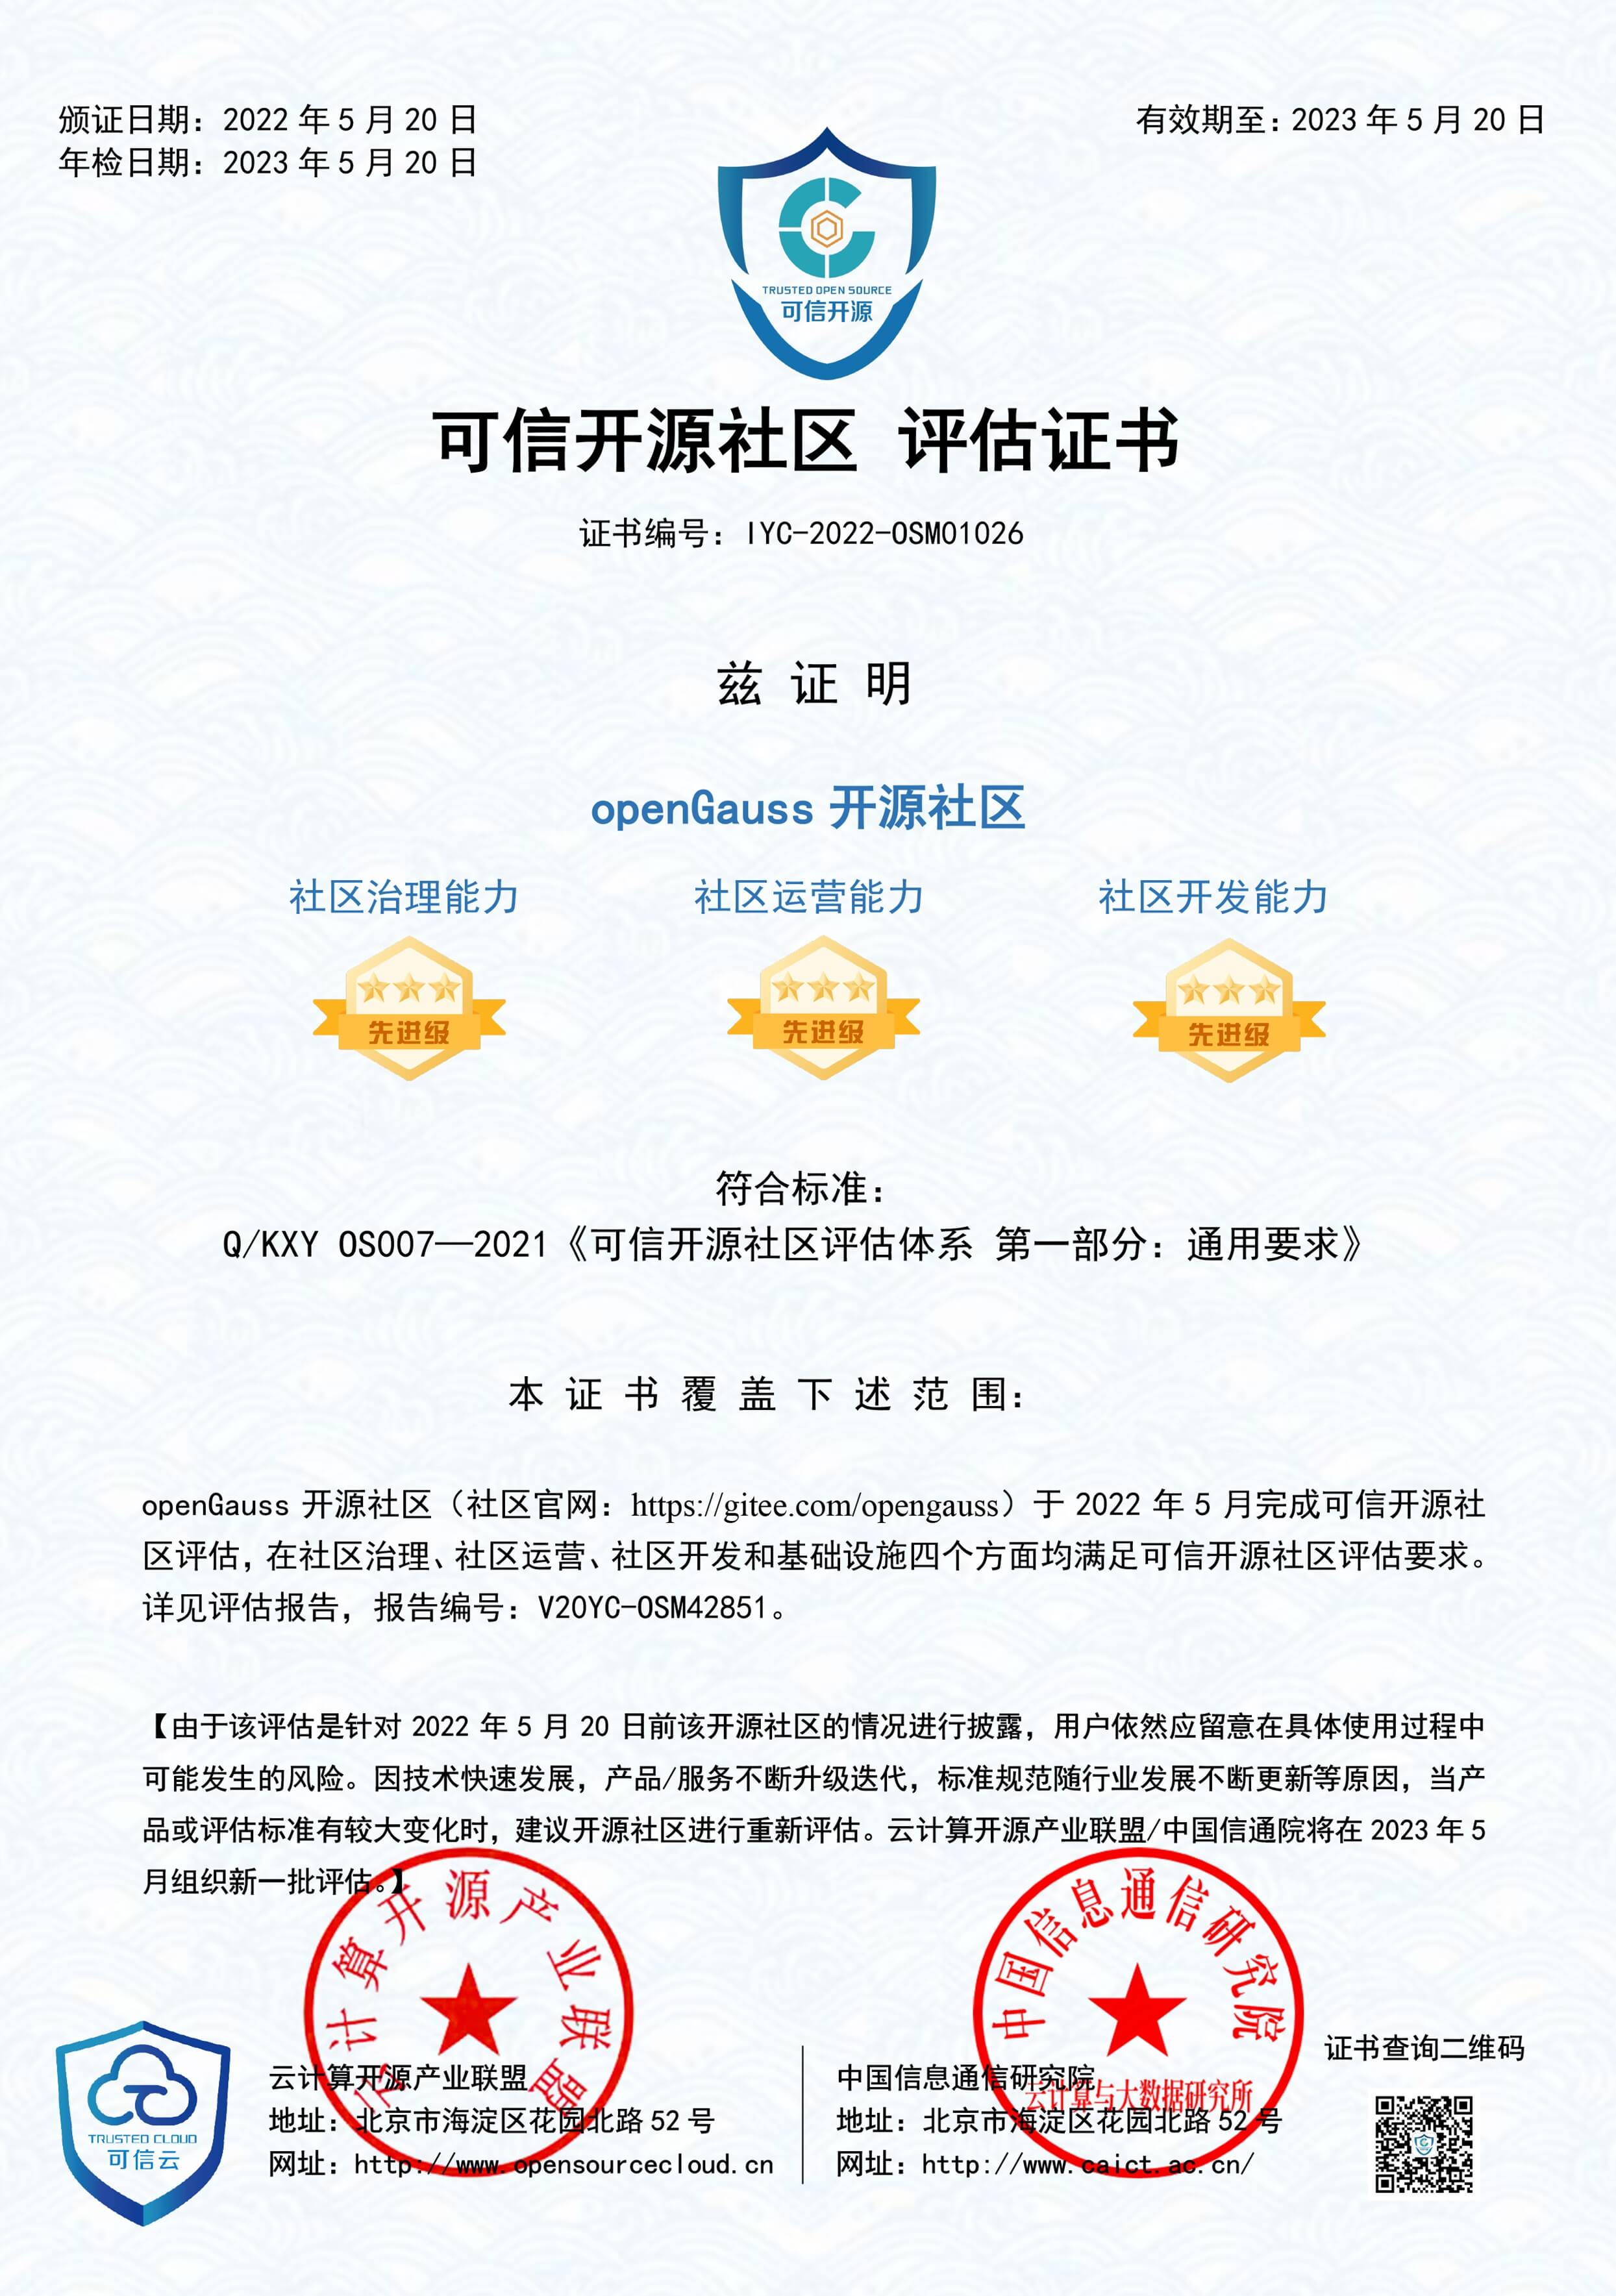 颁证日期：2022 年 5 月 20 日
有效期至：2023 年 5 月 20 日
年检日期：2023 年 5 月 20 日
TRUSTED OPEN SOURCE
可信开源
可信开源社区 评估证书
证书编号：IYC-2022-OSM01026
兹 证 明
openGauss 开源社区
社区治理能力 社区运营能力 社区开发能力
先进级 先进级 先进级
符合标准：
Q/KXY OS007—2021《可信开源社区评估体系 第一部分：通用要求》
本 证 书 覆 盖 下 述 范 围：
openGauss 开源社区（社区官网：https://gitee.com/opengauss）于 2022 年 5 月完成可信开源社
区评估，在社区治理、社区运营、社区开发和基础设施四个方面均满足可信开源社区评估要求。
详见评估报告，报告编号：V20YC-OSM42851。
【由于该评估是针对 2022 年 5 月 20 日前该开源社区的情况进行披露，用户依然应留意在具体使用过程中
可能发生的风险。因技术快速发展，产品/服务不断升级迭代，标准规范随行业发展不断更新等原因，当产
品或评估标准有较大变化时，建议开源社区进行重新评估。云计算开源产业联盟/中国信通院将在 2023 年 5
月组织新一批评估。】
云计算开源产业联盟
中国信息通信研究院
云计算与大数据研究所
证书查询二维码
TRUSTED CLOUD
可信云
云计算开源产业联盟
地址：北京市海淀区花园北路 52 号
网址：http://www.opensourcecloud.cn
中国信息通信研究院
地址：北京市海淀区花园北路 52 号
网址：http://www.caict.ac.cn/